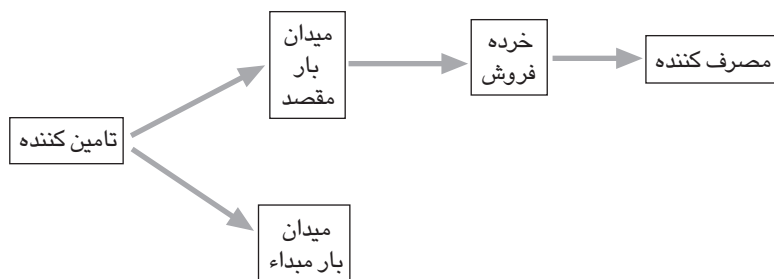 تامین کننده
میدان
بار
مقصد
خرده
فروش
مصرف کننده
میدان
بار مبداء